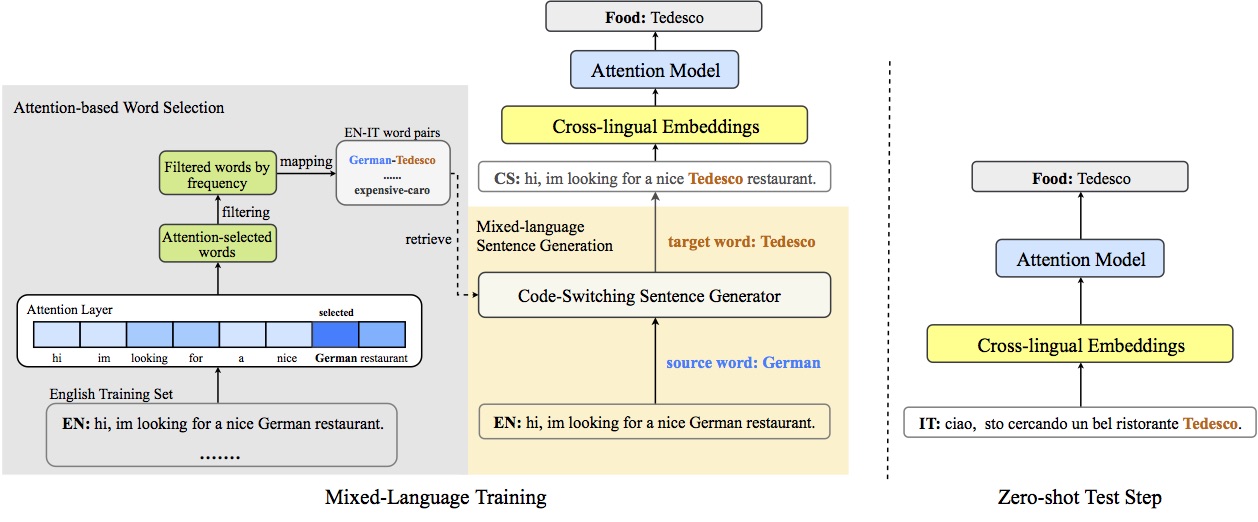 Food: Tedesco
Attention Model
Cross-lingual Embeddings
CS: hi, im looking for a nice Tedesco restaurant.
Attention-based Word Selection
EN-IT word pairs
German-Tedesco
......
expensive-caro
mapping
Filtered words by
frequency
filtering
Attention-selected
words
retrieve
Attention Layer
selected
hi im looking for a nice German restaurant
English Training Set
EN: hi, im looking for a nice German restaurant.
.......
Mixed-language
Sentence Generation
target word: Tedesco
Code-Switching Sentence Generator
source word: German
EN: hi, im looking for a nice German restaurant.
Mixed-Language Training
Food: Tedesco
Attention Model
Cross-lingual Embeddings
IT: ciao, sto cercando un bel ristorante Tedesco.
Zero-shot Test Step